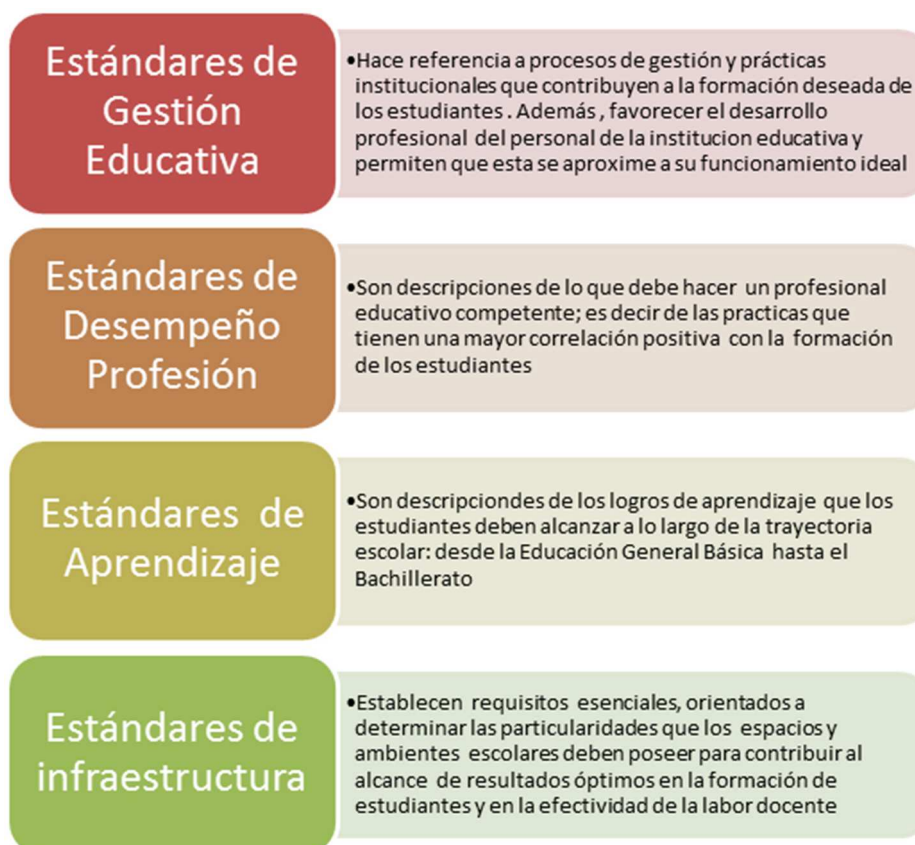 Estándares de
Gestión
Educativa
•Hace referencia a procesos de gestión y prácticas
institucionales que contribuyen a la formación deseada de
los estudiantes . Además , favorecer el desarrollo
profesional del personal de la institucion educativa y
permiten que esta se aproxime a su funcionamiento ideal
Estándares de
Desempeño
Profesión
•Son descripciones de lo que debe hacer un profesional
educativo competente; es decir de las practicas que
tienen una mayor correlación positiva con la formación
de los estudiantes
Estándares de
Aprendizaje
•Son descripciondes de los logros de aprendizaje que los
estudiantes deben alcanzar a lo largo de la trayectoria
escolar: desde la Educación General Básica hasta el
Bachillerato
Estándares de
infraestructura
•Establecen requisitos esenciales, orientados a
determinar las particularidades que los espacios y
ambientes escolares deben poseer para contribuir al
alcance de resultados óptimos en la formación de
estudiantes y en la efectividad de la labor docente